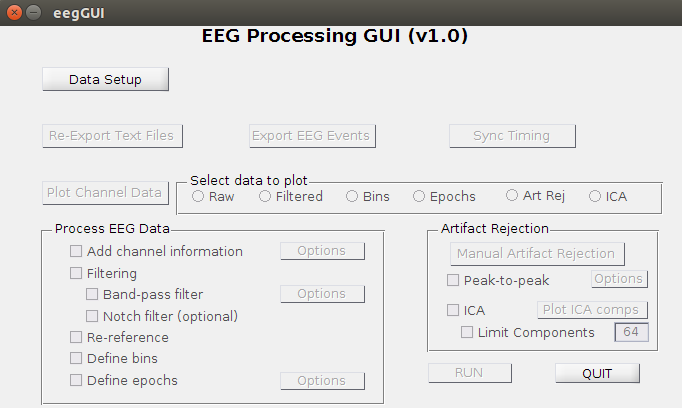 eegGUI
EEG Processing GUI (v1.0)
Data Setup
Re-Export Text Files Export EEG Events Sync Timing
Select data to plot
Plot Channel Data Raw Filtered Bins Epochs Art Rej ICA
Process EEG Data
Add channel information Options
Filtering
Band-pass filter Options
Notch filter (optional)
Re-reference
Define bins
Define epochs Options
Artifact Rejection
Manual Artifact Rejection
Peak-to-peak Options
ICA Plot ICA comps
Limit Components 64
RUN QUIT